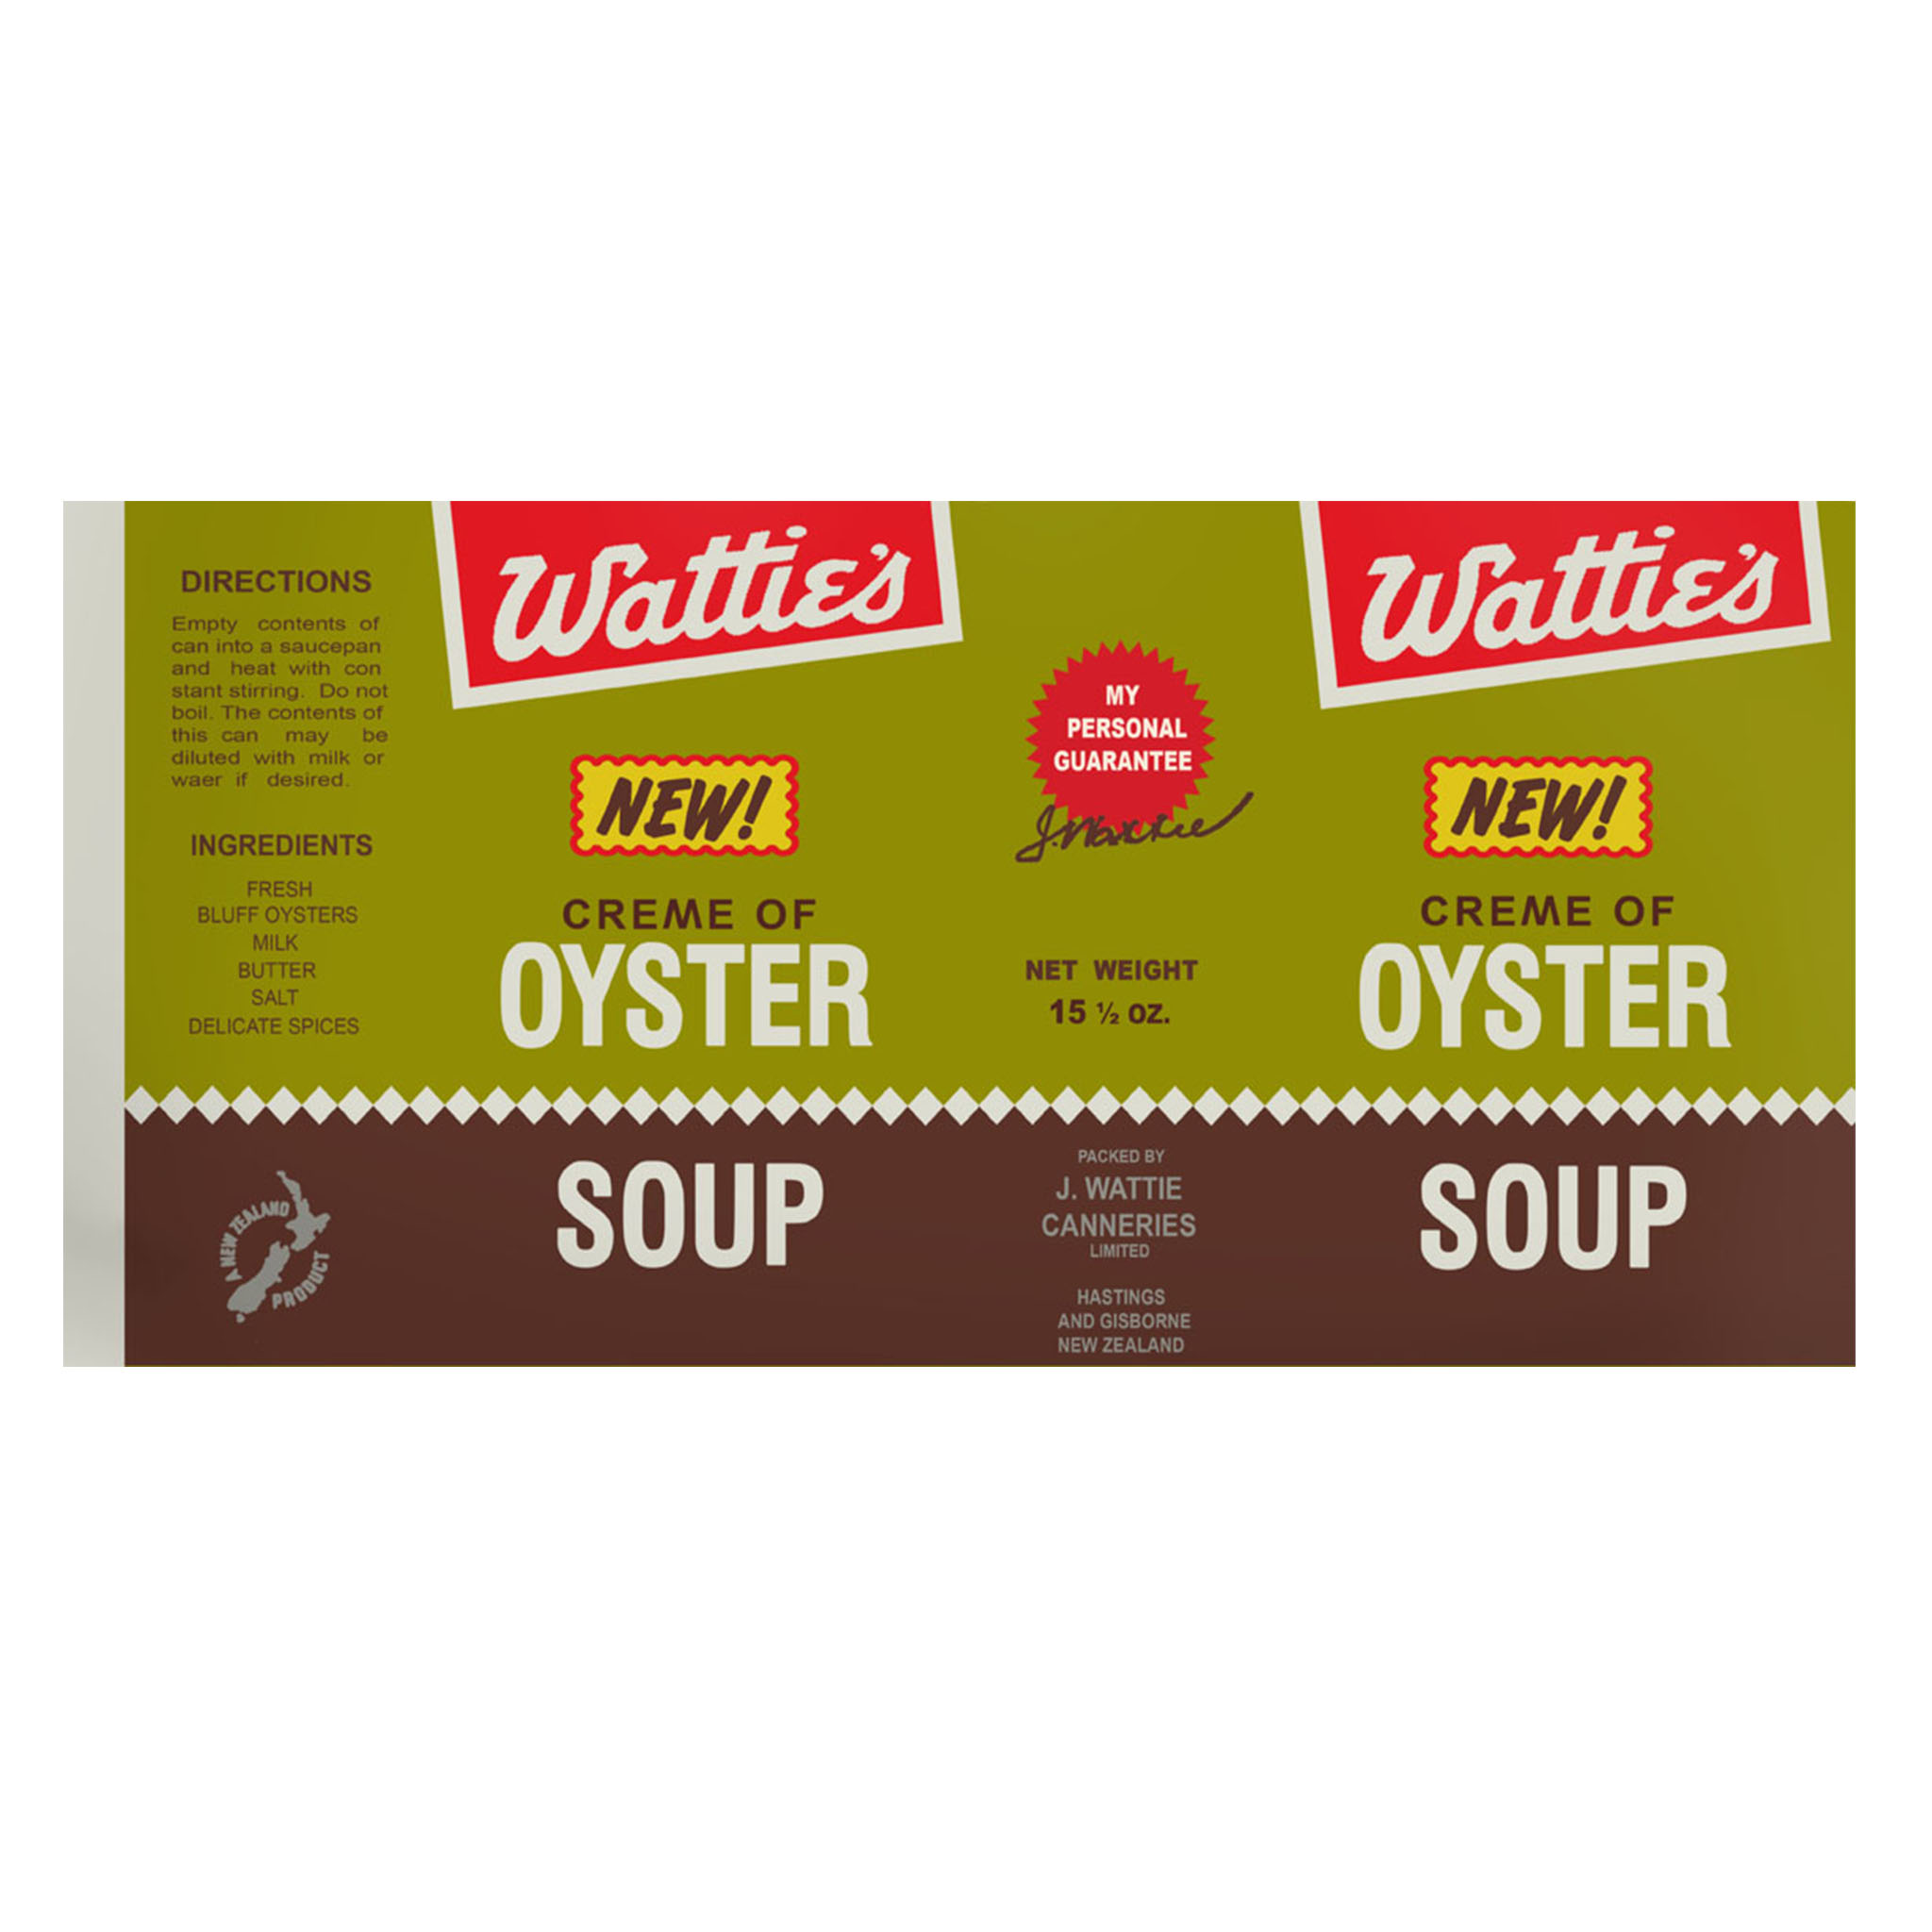 DIRECTIONS
Empty contents of
can into a saucepan
and heat with con
stant stirring. Do not
boil. The contents of
this can may be
diluted with milk or
waer if desired.
INGREDIENTS
FRESH
BLUFF OYSTERS
MILK
BUTTER
SALT
DELICATE SPICES
A NEW ZEALAND
PRODUCT
Wattie's
NEW!
CREME OF
OYSTER
SOUP
MY
PERSONAL
GUARANTEE
J. Wattie
NET WEIGHT
15 ½ OZ.
PACKED BY
J. WATTIE
CANNERIES
LIMITED
HASTINGS
AND GISBORNE
NEW ZEALAND
Wattie's
NEW!
CREME OF
OYSTER
SOUP